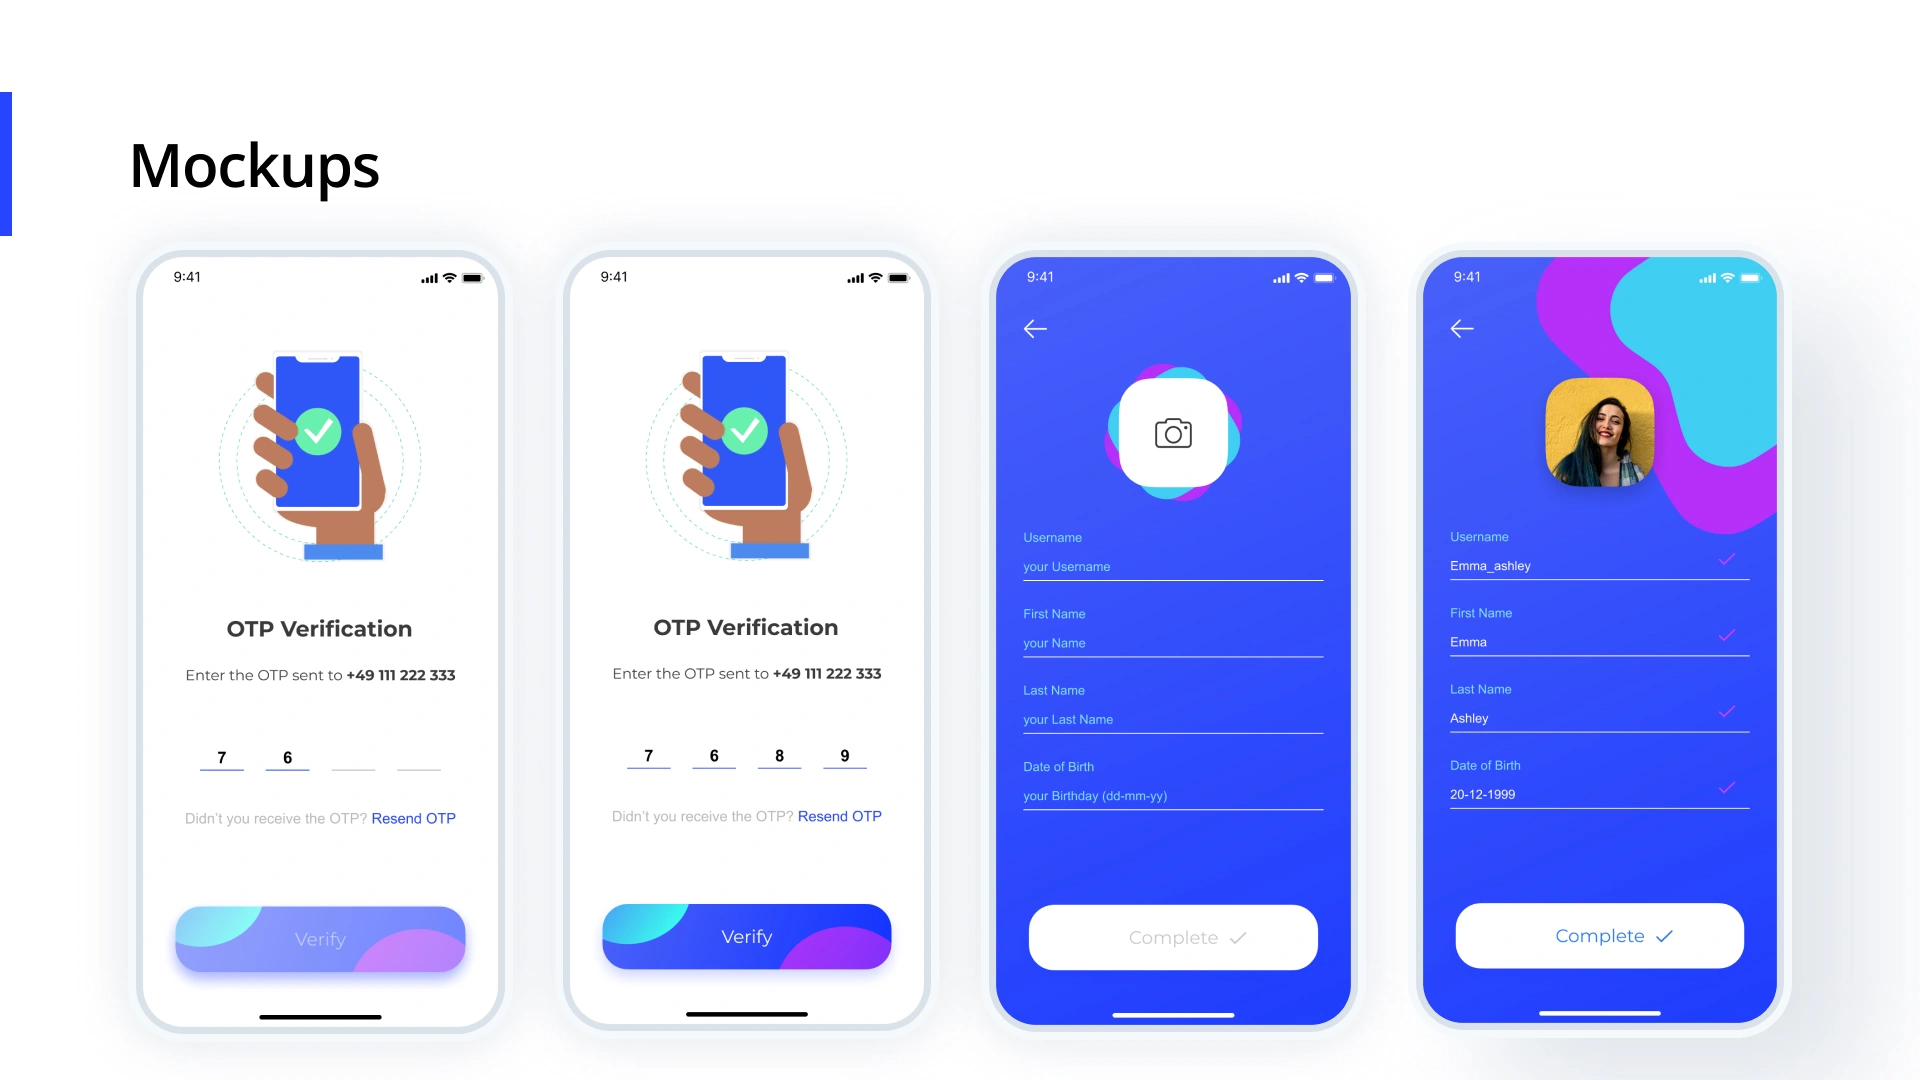 Mockups
9:41
OTP Verification
Enter the OTP sent to +49 111 222 333
7 6
Didn't you receive the OTP? Resend OTP
Verify
9:41
OTP Verification
Enter the OTP sent to +49 111 222 333
7 6 8 9
Didn't you receive the OTP? Resend OTP
Verify
9:41
Username
your Username
First Name
your Name
Last Name
your Last Name
Date of Birth
your Birthday (dd-mm-yy)
Complete
9:41
Username
Emma_ashley
First Name
Emma
Last Name
Ashley
Date of Birth
20-12-1999
Complete